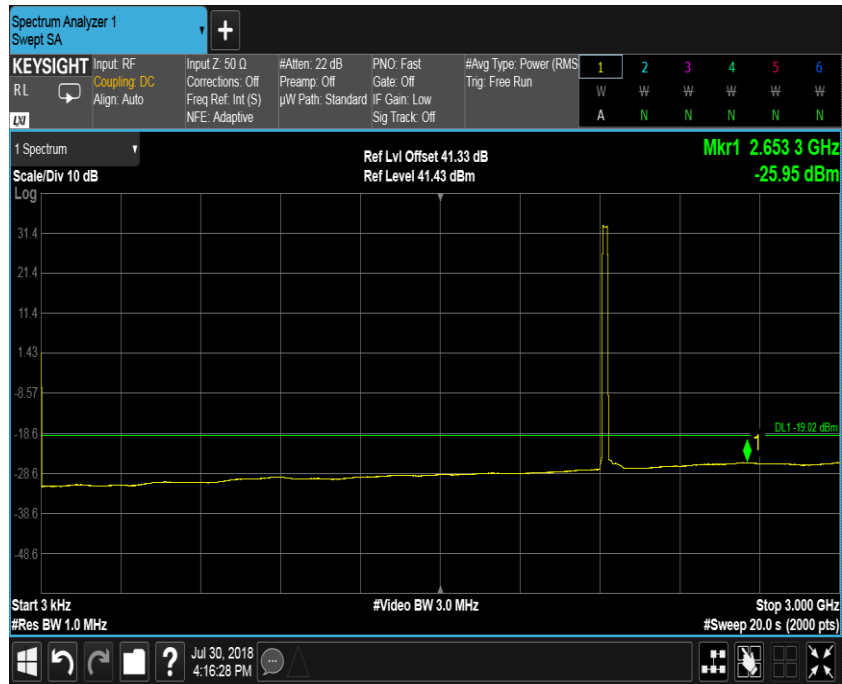 Spectrum Analyzer 1
Swept SA
+
KEYSIGHT
RL
LXI
Input: RF
Coupling: DC
Align: Auto
Input Z: 50 Ω
Corrections: Off
Freq Ref: Int (S)
NFE: Adaptive
#Atten: 22 dB
Preamp: Off
µW Path: Standard
PNO: Fast
Gate: Off
IF Gain: Low
Sig Track: Off
#Avg Type: Power (RMS
Trig: Free Run
1 2 3 4 5 6
W W W W W W
A N N N N N
1 Spectrum
Scale/Div 10 dB
Ref Lvl Offset 41.33 dB
Ref Level 41.43 dBm
Mkr1 2.653 3 GHz
-25.95 dBm
Log
31.4
21.4
11.4
1.43
-8.57
-18.6
DL1 -19.02 dBm
1
-28.6
-38.6
-48.6
Start 3 kHz
#Video BW 3.0 MHz
Stop 3.000 GHz
#Res BW 1.0 MHz
#Sweep 20.0 s (2000 pts)
?
Jul 30, 2018
4:16:28 PM